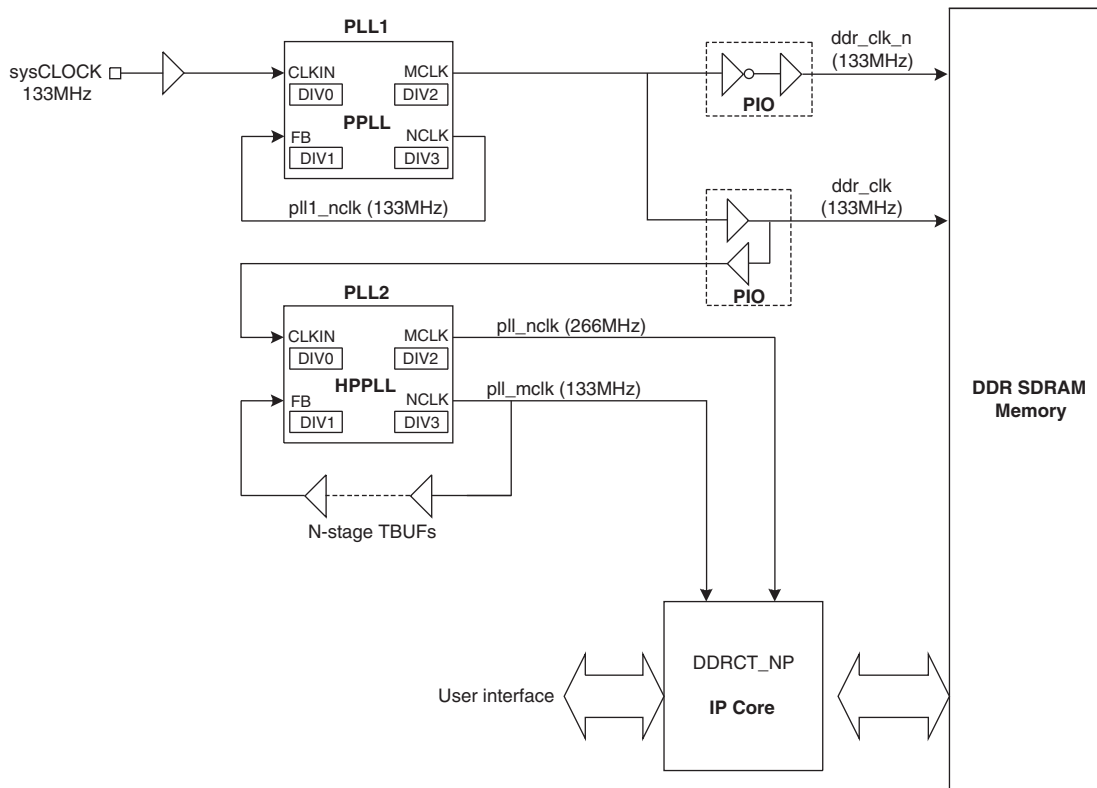 PLL1
sysCLOCK
133MHz
CLKIN
MCLK
DIV0
DIV2
PPLL
FB
NCLK
DIV1
DIV3
pll1_nclk (133MHz)
PIO
ddr_clk_n
(133MHz)
ddr_clk
(133MHz)
PIO
PLL2
CLKIN
MCLK
DIV0
DIV2
HPPLL
FB
NCLK
DIV1
DIV3
pll_nclk (266MHz)
pll_mclk (133MHz)
N-stage TBUFs
DDR SDRAM
Memory
User interface
DDRCT_NP
IP Core